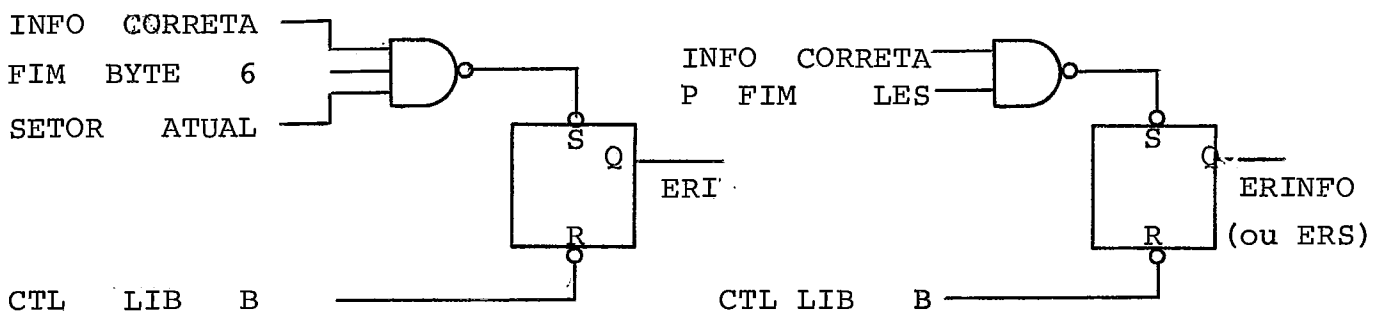 INFO CORRETA
FIM BYTE 6
SETOR ATUAL
S
Q
ERI
R
CTL LIB B
INFO CORRETA
P FIM LES
S
Q
ERINFO
R
(ou ERS)
CTL LIB B